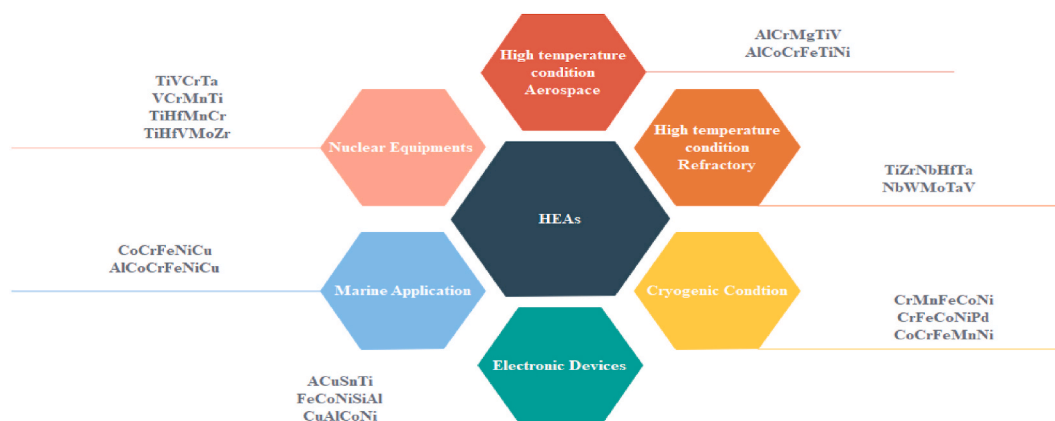 High temperature
condition
Aerospace
AlCrMgTiV
AlCoCrFeTiNi
TiVCrTa
VCrMnTi
TiHfMnCr
TiHfVMoZr
Nuclear Equipments
High temperature
condition
Refractory
TiZrNbHfTa
NbWMoTaV
HEAs
CoCrFeNiCu
AlCoCrFeNiCu
Marine Application
Cryogenic Condtion
CrMnFeCoNi
CrFeCoNiPd
CoCrFeMnNi
Electronic Devices
ACuSnTi
FeCoNiSiAl
CuAlCoNi